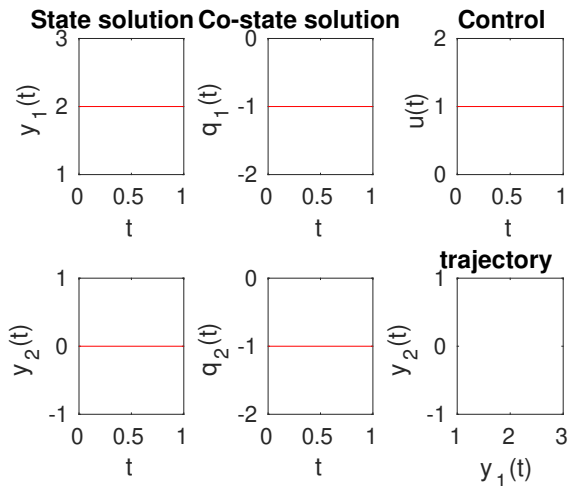 State solution
3
2
1
y_1(t)
0 0.5 1
t
Co-state solution
0
-1
-2
q_1(t)
0 0.5 1
t
Control
2
1
0
u(t)
0 0.5 1
t
1
0
-1
y_2(t)
0 0.5 1
t
0
-1
-2
q_2(t)
0 0.5 1
t
trajectory
1
0
-1
y_2(t)
1 2 3
y_1(t)